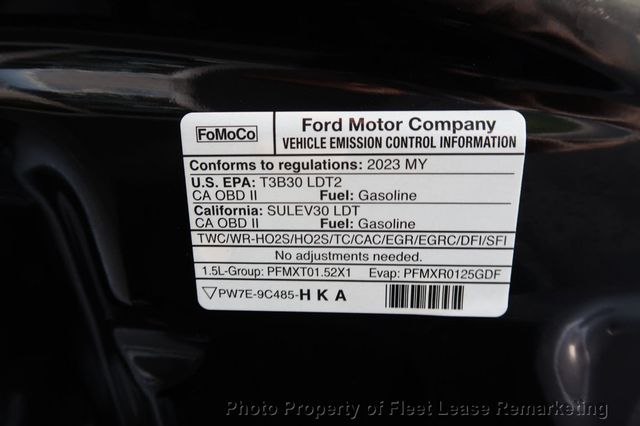 FoMoCo
Ford Motor Company
VEHICLE EMISSION CONTROL INFORMATION
Conforms to regulations: 2023 MY
U.S. EPA: T3B30 LDT2
CA OBD II Fuel: Gasoline
California: SULEV30 LDT
CA OBD II Fuel: Gasoline
TWC/WR-HO2S/HO2S/TC/CAC/EGR/EGRC/DFI/SFI
No adjustments needed.
1.5L-Group: PFMXT01.52X1 Evap: PFMXR0125GDF
PW7E-9C485-HKA
Photo Property of Fleet Lease Remarketing